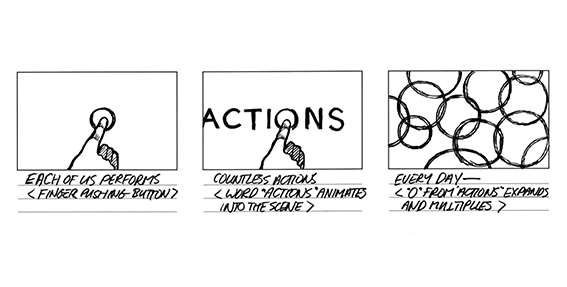 ACTIONS
EACH OF US PERFORMS
<FINGER PUSHING BUTTON>
COUNTLESS ACTIONS
<WORD "ACTIONS" ANIMATES
INTO THE SCENE>
EVERY DAY—
<"O" FROM "ACTIONS" EXPANDS
AND MULTIPLIES>